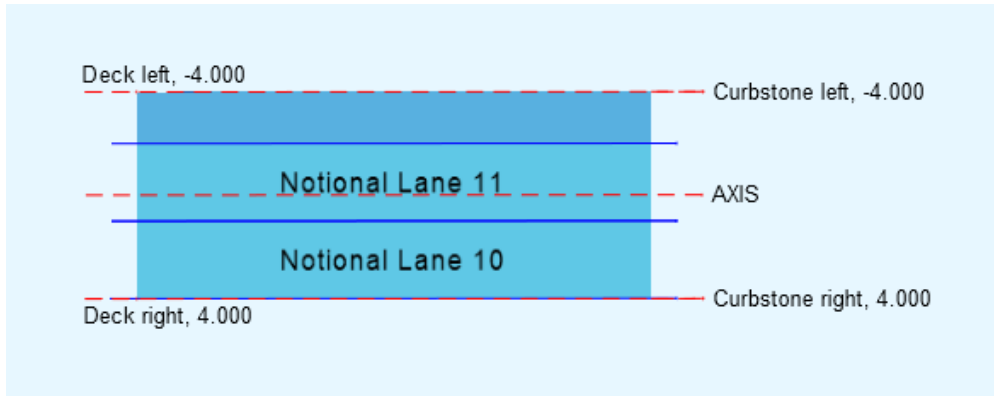 Deck left, -4.000
Curbstone left, -4.000
Notional Lane 11
AXIS
Notional Lane 10
Curbstone right, 4.000
Deck right, 4.000